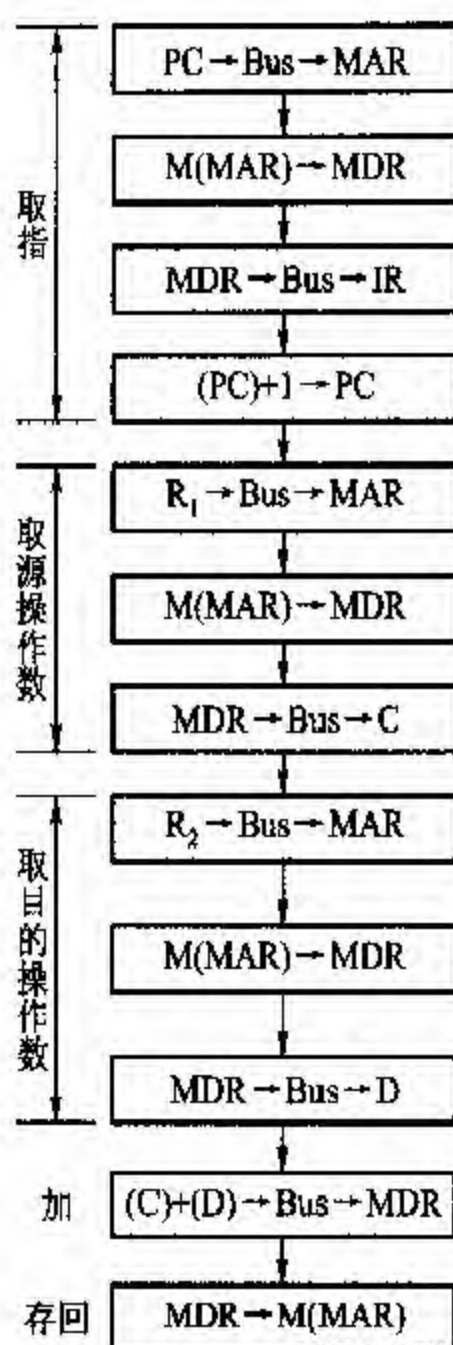 PC→Bus→MAR
M(MAR)→MDR
取指
MDR→Bus→IR
(PC)+1→PC
R₁→Bus→MAR
取源操作数
M(MAR)→MDR
MDR→Bus→C
R₂→Bus→MAR
取目的操作数
M(MAR)→MDR
MDR→Bus→D
加
(C)+(D)→Bus→MDR
存回
MDR→M(MAR)